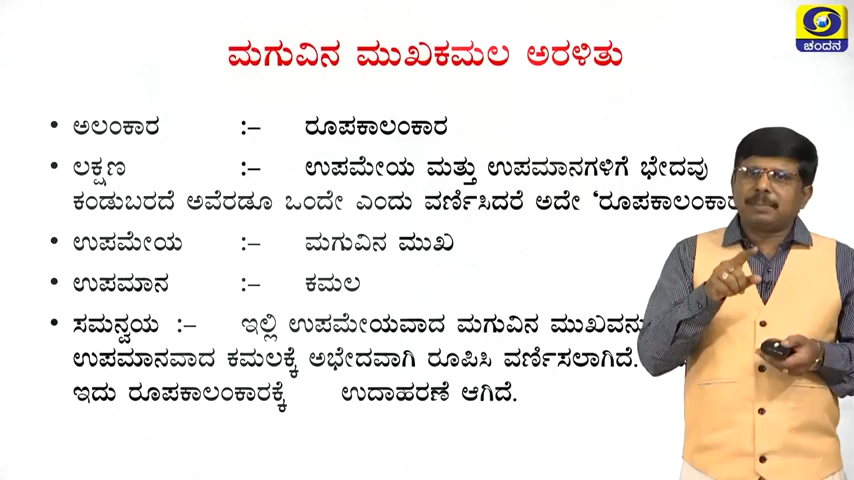 ಚಂದನ
ಮಗುವಿನ ಮುಖಕಮಲ ಅರಳಿತು
• ಅಲಂಕಾರ :– ರೂಪಕಾಲಂಕಾರ
• ಲಕ್ಷಣ :– ಉಪಮೇಯ ಮತ್ತು ಉಪಮಾನಗಳಿಗೆ ಭೇದವು
ಕಂಡುಬರದೆ ಅವೆರಡೂ ಒಂದೇ ಎಂದು ವರ್ಣಿಸಿದರೆ ಅದೇ
• ಉಪಮೇಯ :– ಮಗುವಿನ ಮುಖ
• ಉಪಮಾನ :– ಕಮಲ
• ಸಮನ್ವಯ :– ಇಲ್ಲಿ ಉಪಮೇಯವಾದ ಮಗುವಿನ
ಉಪಮಾನವಾದ ಕಮಲಕ್ಕೆ ಅಭೇದವಾಗಿ ರೂಪಿಸಿ ವರ್ಣಿಸಲಾಗಿದೆ.
ಇದು ರೂಪಕಾಲಂಕಾರಕ್ಕೆ ಉದಾಹರಣೆ ಆಗಿದೆ.